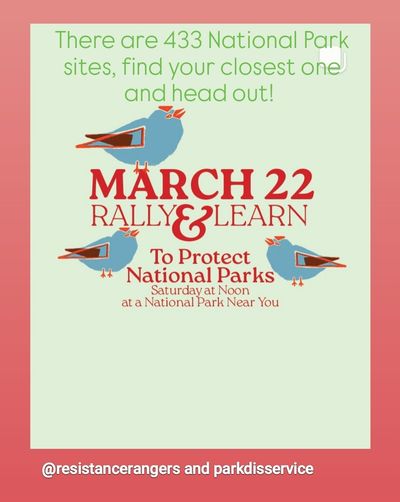 There are 433 National Park
sites, find your closest one
and head out!
MARCH 22
RALLY & LEARN
To Protect
National Parks
Saturday at Noon
at a National Park Near You
@resistancerangers and parkdisservice